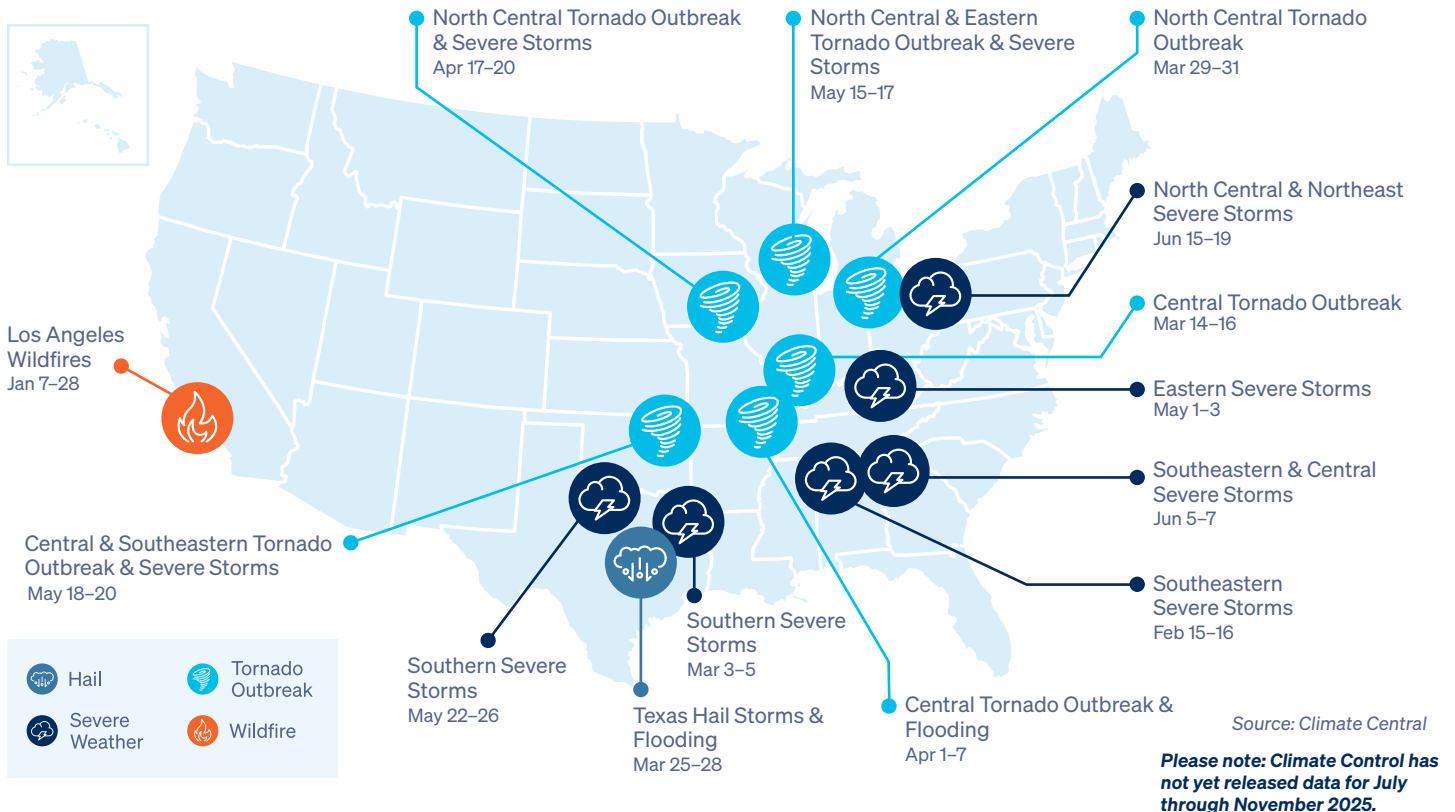 North Central Tornado Outbreak
& Severe Storms
Apr 17–20
North Central & Eastern
Tornado Outbreak & Severe
Storms
May 15–17
North Central Tornado
Outbreak
Mar 29–31
North Central & Northeast
Severe Storms
Jun 15–19
Central Tornado Outbreak
Mar 14–16
Los Angeles
Wildfires
Jan 7–28
Eastern Severe Storms
May 1–3
Southeastern & Central
Severe Storms
Jun 5–7
Central & Southeastern Tornado
Outbreak & Severe Storms
May 18–20
Southeastern
Severe Storms
Feb 15–16
Southern Severe
Storms
Mar 3–5
Southern Severe
Storms
May 22–26
Texas Hail Storms &
Flooding
Mar 25–28
Central Tornado Outbreak &
Flooding
Apr 1–7
Hail
Tornado
Outbreak
Severe
Weather
Wildfire
Source: Climate Central
Please note: Climate Control has
not yet released data for July
through November 2025.